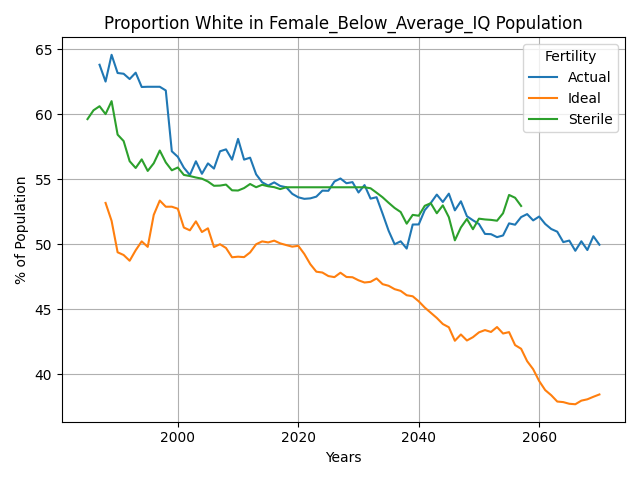 Proportion White in Female_Below_Average_IQ Population
Fertility
Actual
Ideal
Sterile
% of Population
65
60
55
50
45
40
2000
2020
2040
2060
Years